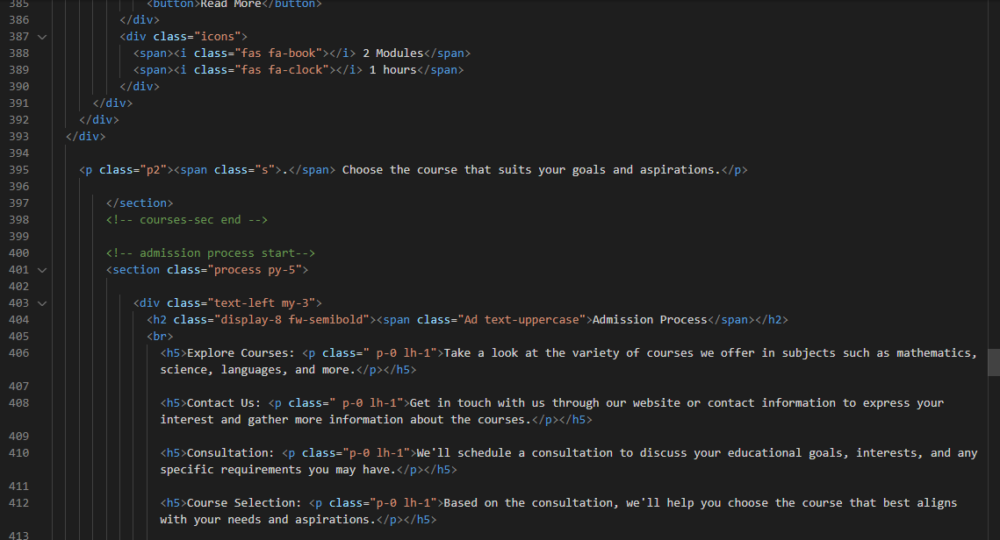 385 <button>Read More</button>
386 </div>
387 <div class="icons">
388 <span><i class="fas fa-book"></i> 2 Modules</span>
389 <span><i class="fas fa-clock"></i> 1 hours</span>
390 </div>
391 </div>
392 </div>
393 </div>
394
395 <p class="p2"><span class="s">.</span> Choose the course that suits your goals and aspirations.</p>
396
397 </section>
398 <!-- courses-sec end -->
399
400 <!-- admission process start-->
401 <section class="process py-5">
402
403 <div class="text-left my-3">
404 <h2 class="display-8 fw-semibold"><span class="Ad text-uppercase">Admission Process</span></h2>
405 <br>
406 <h5>Explore Courses: <p class=" p-0 lh-1">Take a look at the variety of courses we offer in subjects such as mathematics,
science, languages, and more.</p></h5>
407
408 <h5>Contact Us: <p class=" p-0 lh-1">Get in touch with us through our website or contact information to express your
interest and gather more information about the courses.</p></h5>
409
410 <h5>Consultation: <p class="p-0 lh-1">We'll schedule a consultation to discuss your educational goals, interests, and any
specific requirements you may have.</p></h5>
411
412 <h5>Course Selection: <p class="p-0 lh-1">Based on the consultation, we'll help you choose the course that best aligns
with your needs and aspirations.</p></h5>
413